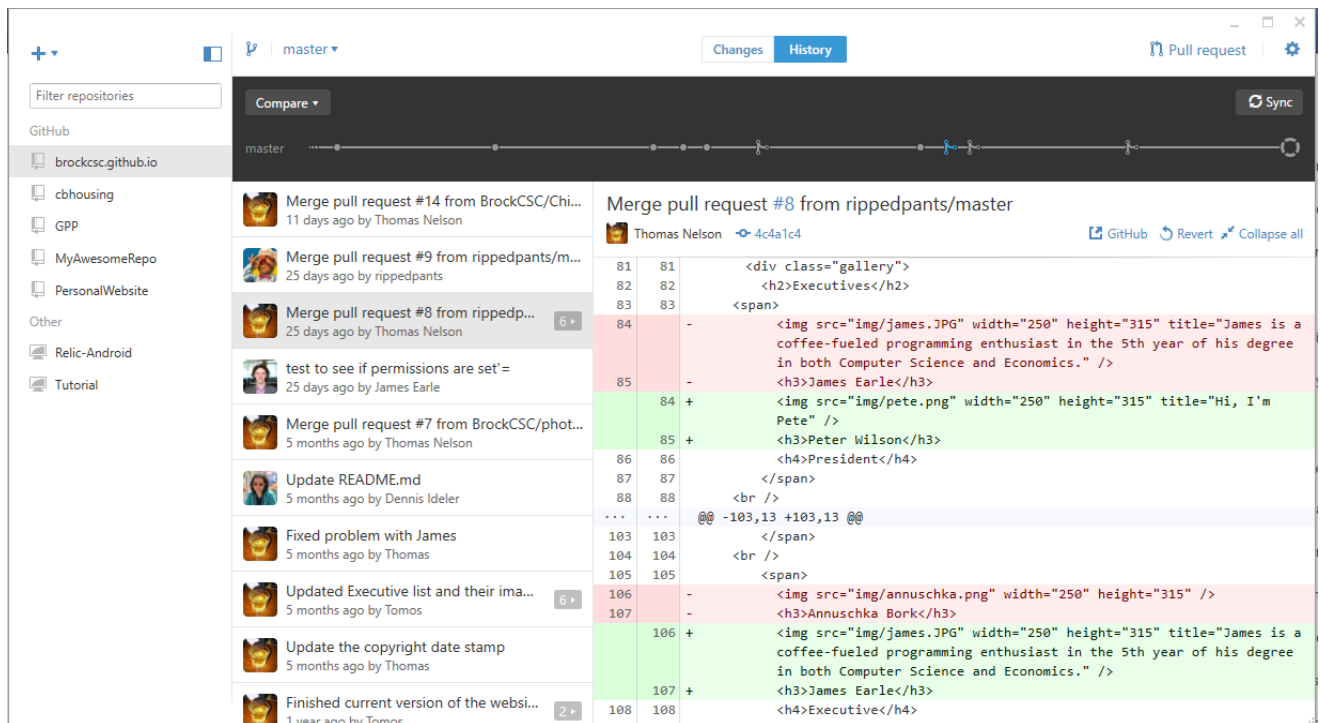 master
Changes
History
Pull request
Filter repositories
GitHub
brockcsc.github.io
cbhousing
GPP
MyAwesomeRepo
PersonalWebsite
Other
Relic-Android
Tutorial
Compare
Sync
master
Merge pull request #14 from BrockCSC/Chi...
11 days ago by Thomas Nelson
Merge pull request #9 from rippedpants/m...
25 days ago by rippedpants
Merge pull request #8 from rippedp...
25 days ago by Thomas Nelson
6
test to see if permissions are set'=
25 days ago by James Earle
Merge pull request #7 from BrockCSC/phot...
5 months ago by Thomas Nelson
Update README.md
5 months ago by Dennis Ideler
Fixed problem with James
5 months ago by Thomas
Updated Executive list and their ima...
5 months ago by Tomos
6
Update the copyright date stamp
5 months ago by Thomas
Finished current version of the websi...
1 year ago by Tomos
2
Merge pull request #8 from rippedpants/master
Thomas Nelson 4c4a1c4 GitHub Revert Collapse all
81 81 <div class="gallery">
82 82 <h2>Executives</h2>
83 83 <span>
84 - <img src="img/james.JPG" width="250" height="315" title="James is a
coffee-fueled programming enthusiast in the 5th year of his degree
in both Computer Science and Economics." />
85 - <h3>James Earle</h3>
84 + <img src="img/pete.png" width="250" height="315" title="Hi, I'm
Pete" />
85 + <h3>Peter Wilson</h3>
86 86 <h4>President</h4>
87 87 </span>
88 88 <br />
... ... @@ -103,13 +103,13 @@
103 103 </span>
104 104 <br />
105 105 <span>
106 - <img src="img/annuschka.png" width="250" height="315" />
107 - <h3>Annuschka Bork</h3>
106 + <img src="img/james.JPG" width="250" height="315" title="James is a
coffee-fueled programming enthusiast in the 5th year of his degree
in both Computer Science and Economics." />
107 + <h3>James Earle</h3>
108 108 <h4>Executive</h4>